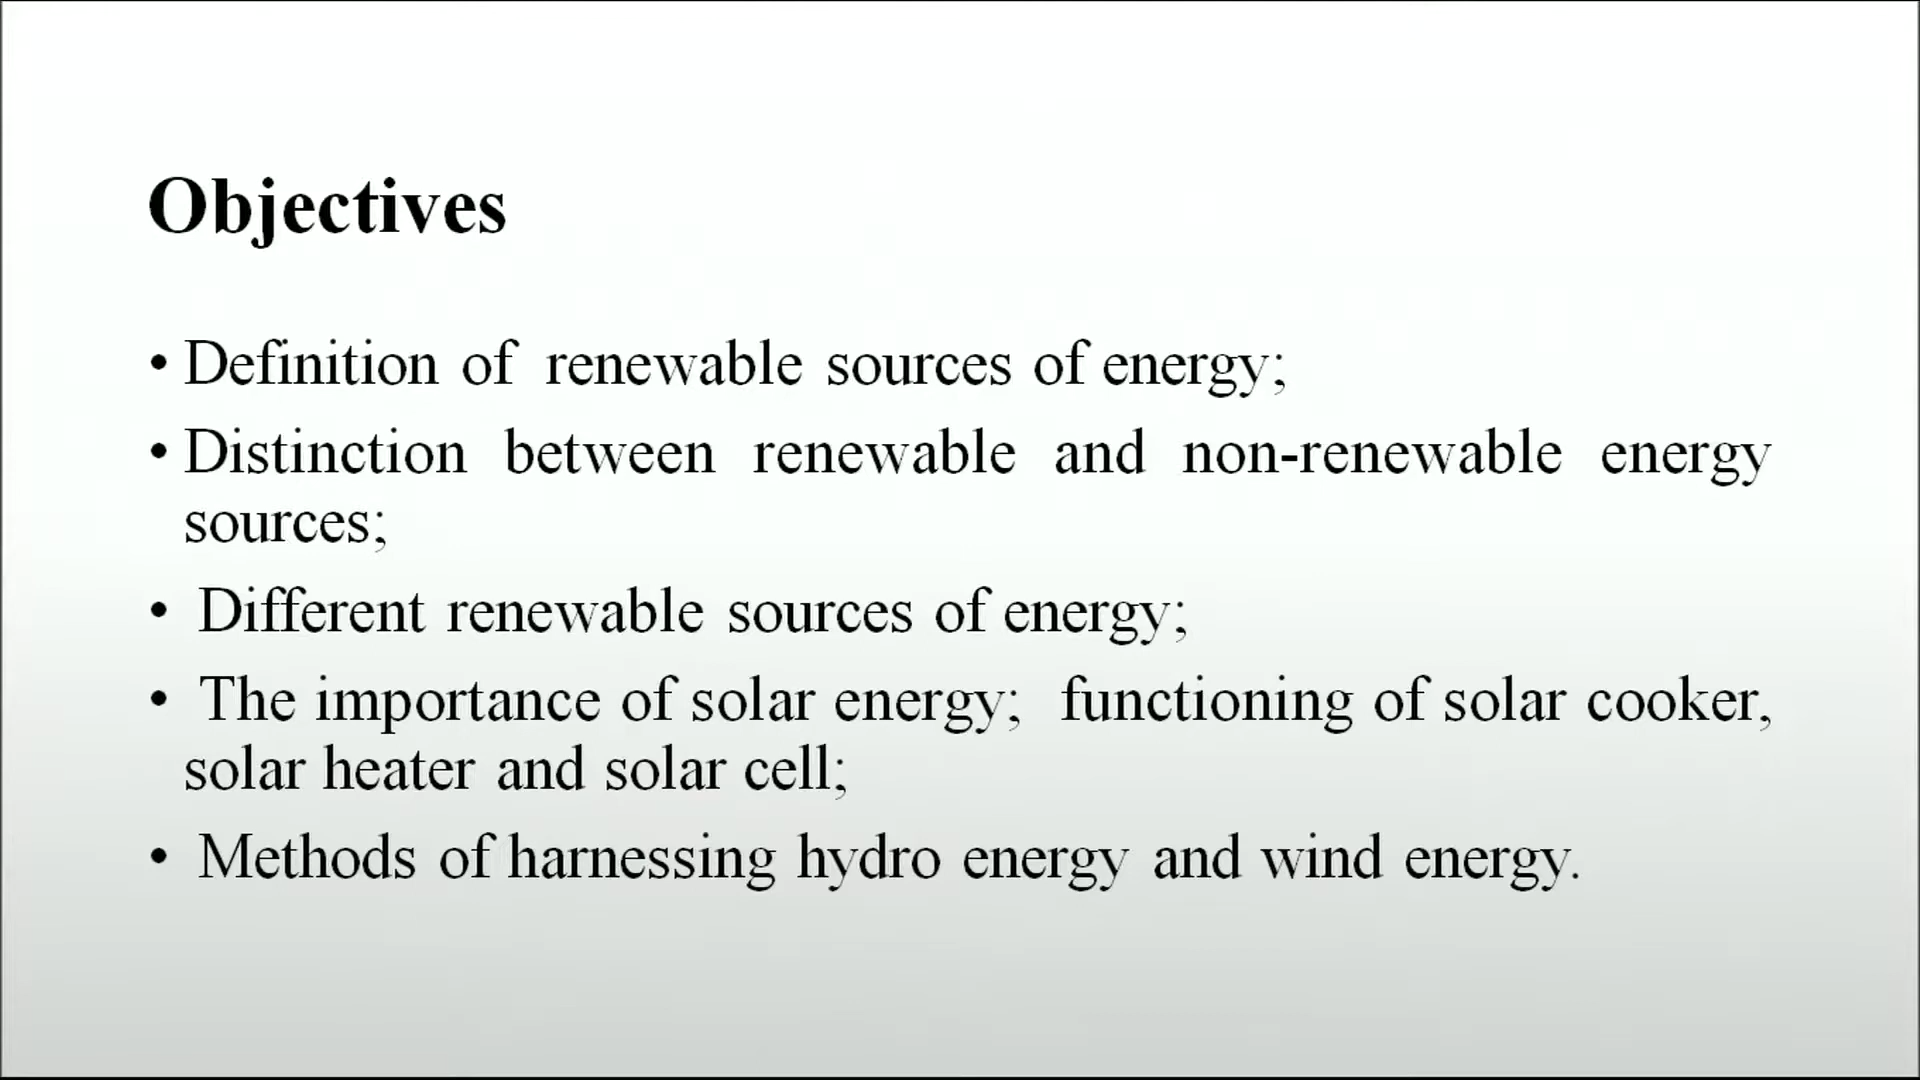 Objectives
• Definition of renewable sources of energy;
• Distinction between renewable and non-renewable energy
sources;
• Different renewable sources of energy;
• The importance of solar energy; functioning of solar cooker,
solar heater and solar cell;
• Methods of harnessing hydro energy and wind energy.